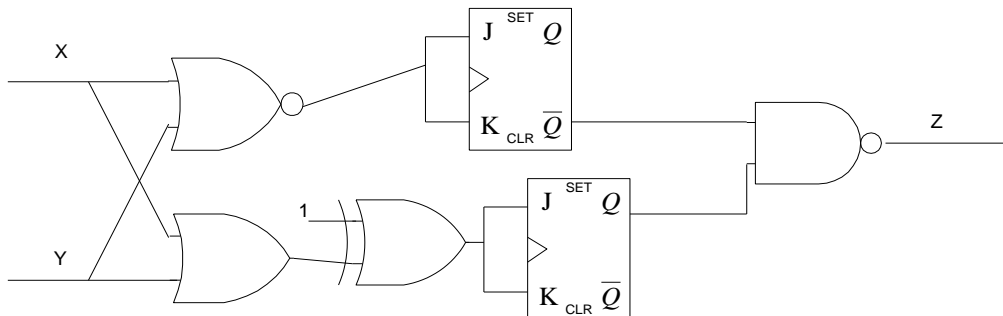 X
J SET Q
K CLR Q̅
Z
1
J SET Q
Y
K CLR Q̅